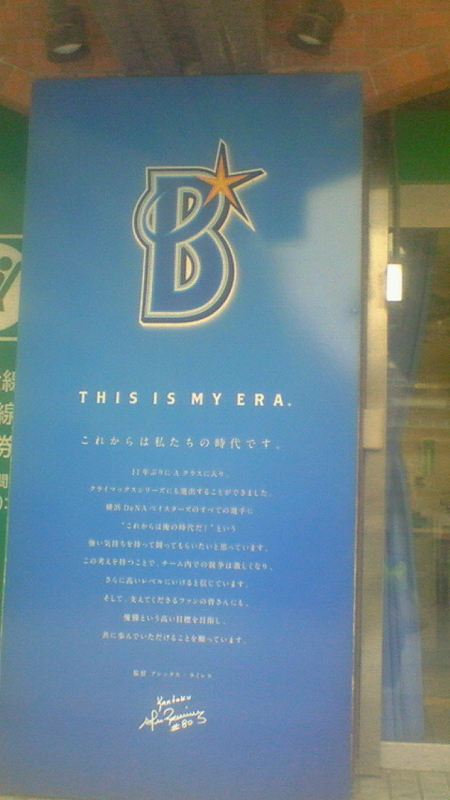 B
THIS IS MY ERA.
これからは私たちの時代です。
11年ぶりにAクラスに入り、
クライマックスシリーズにも進出することができました。
横浜DeNAベイスターズのすべての選手に
“これからは俺の時代だ！”という
強い気持ちを持って闘ってもらいたいと思っています。
この考えを持つことで、チーム内での競争は激しくなり、
さらに高いレベルにいけると信じています。
そして、支えてくださるファンの皆さんにも、
優勝という高い目標を目指し、
共に歩んでいただけることを願っています。
監督 アレックス・ラミレス
Kantoku
#80
線
券
間